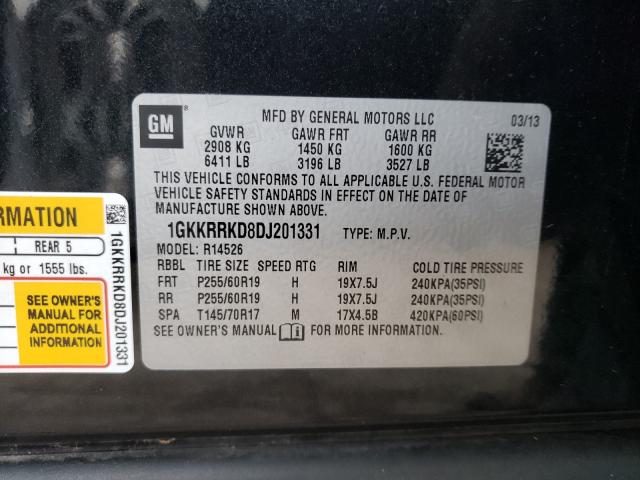 GM
MFD BY GENERAL MOTORS LLC
03/13
GVWR GAWR FRT GAWR RR
2908 KG 1450 KG 1600 KG
6411 LB 3196 LB 3527 LB
THIS VEHICLE CONFORMS TO ALL APPLICABLE U.S. FEDERAL MOTOR
VEHICLE SAFETY STANDARDS IN EFFECT ON THE DATE OF
MANUFACTURE SHOWN ABOVE.
1GKKRRKD8DJ201331 TYPE: M.P.V.
MODEL: R14526
RBBL TIRE SIZE SPEED RTG RIM COLD TIRE PRESSURE
FRT P255/60R19 H 19X7.5J 240KPA(35PSI)
RR P255/60R19 H 19X7.5J 240KPA(35PSI)
SPA T145/70R17 M 17X4.5B 420KPA(60PSI)
SEE OWNER'S MANUAL FOR MORE INFORMATION.
RMATION
REAR 5
kg or 1555 lbs.
SEE OWNER'S
MANUAL FOR
ADDITIONAL
INFORMATION
1GKKRRKD8DJ201331